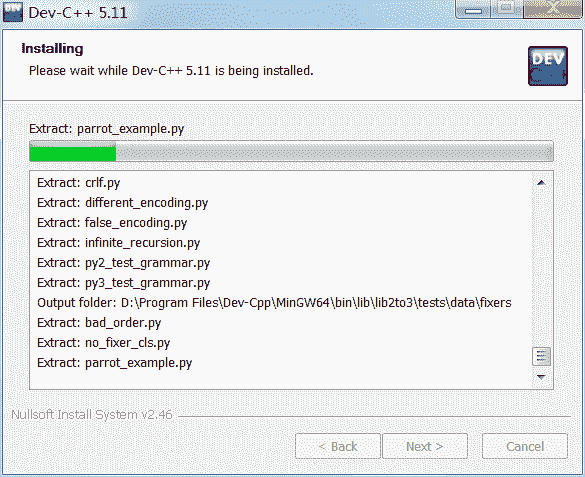 DEV
Dev-C++ 5.11
Installing
Please wait while Dev-C++ 5.11 is being installed.
DEV
C++
Extract: parrot_example.py
Extract: crlf.py
Extract: different_encoding.py
Extract: false_encoding.py
Extract: infinite_recursion.py
Extract: py2_test_grammar.py
Extract: py3_test_grammar.py
Output folder: D:\Program Files\Dev-Cpp\MinGW64\bin\lib\lib2to3\tests\data\fixers
Extract: bad_order.py
Extract: no_fixer_cls.py
Extract: parrot_example.py
Nullsoft Install System v2.46
< Back
Next >
Cancel